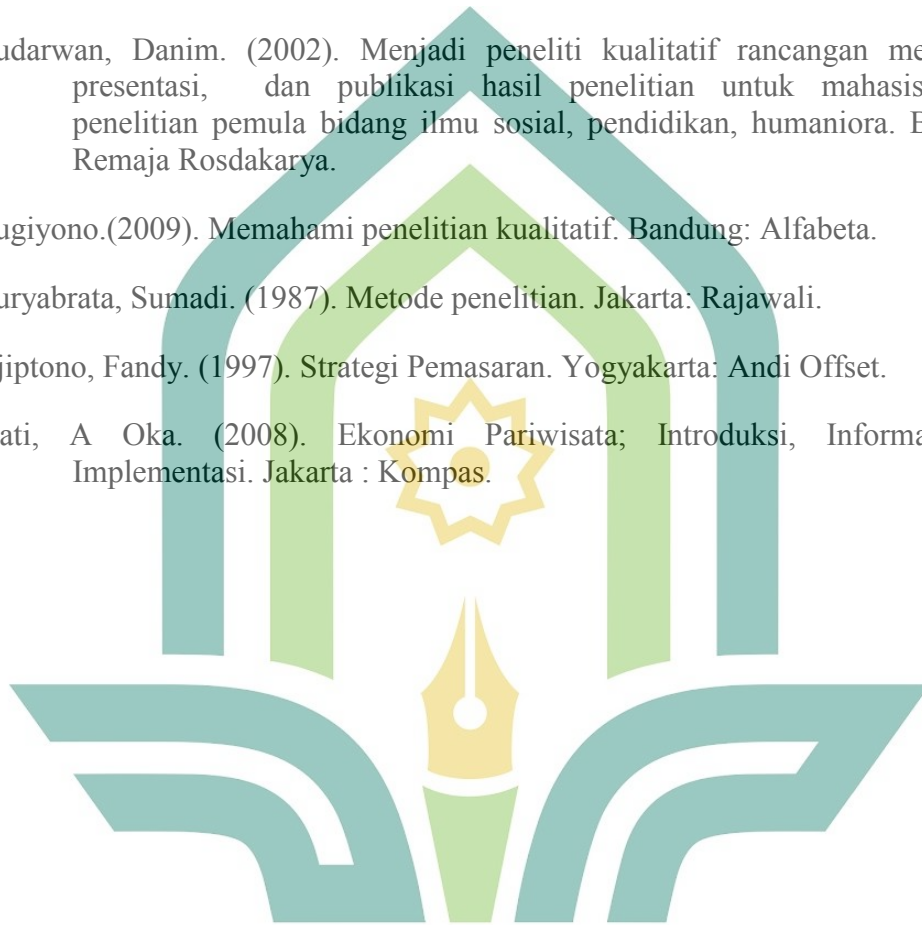 udarwan, Danim. (2002). Menjadi peneliti kualitatif rancangan me
presentasi, dan publikasi hasil penelitian untuk mahasis
penelitian pemula bidang ilmu sosial, pendidikan, humaniora. B
Remaja Rosdakarya.
ugiyono.(2009). Memahami penelitian kualitatif. Bandung: Alfabeta.
uryabrata, Sumadi. (1987). Metode penelitian. Jakarta: Rajawali.
jiptono, Fandy. (1997). Strategi Pemasaran. Yogyakarta: Andi Offset.
ati, A Oka. (2008). Ekonomi Pariwisata; Introduksi, Informa
Implementasi. Jakarta : Kompas.